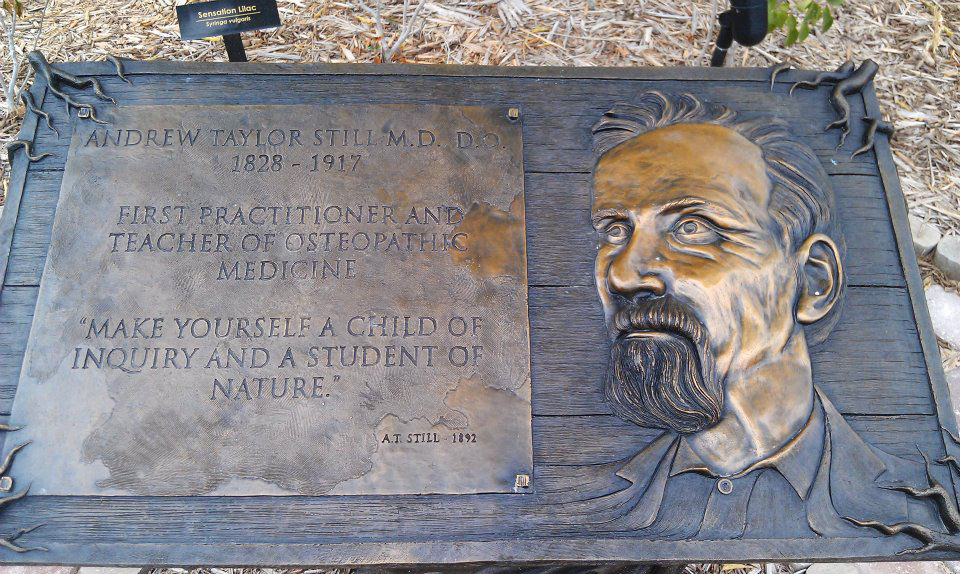 Sensation Lilac
Syringa vulgaris
ANDREW TAYLOR STILL M.D. D.O.
1828 - 1917
FIRST PRACTITIONER AND
TEACHER OF OSTEOPATHIC
MEDICINE
"MAKE YOURSELF A CHILD OF
INQUIRY AND A STUDENT OF
NATURE."
A.T. STILL - 1892